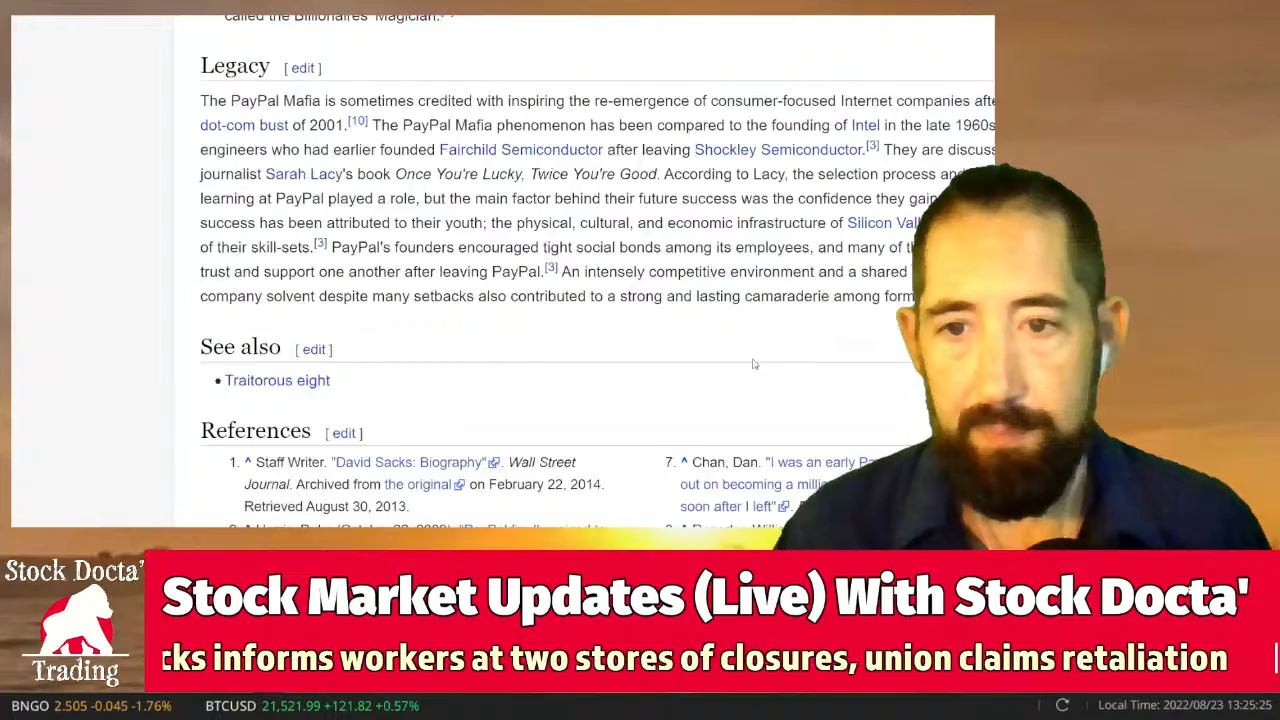 called the Billionaires' Magician.
Legacy [ edit ]
The PayPal Mafia is sometimes credited with inspiring the re-emergence of consumer-focused Internet companies afte
dot-com bust of 2001.[10] The PayPal Mafia phenomenon has been compared to the founding of Intel in the late 1960s
engineers who had earlier founded Fairchild Semiconductor after leaving Shockley Semiconductor.[3] They are discuss
journalist Sarah Lacy's book Once You're Lucky, Twice You're Good. According to Lacy, the selection process and
learning at PayPal played a role, but the main factor behind their future success was the confidence they gain
success has been attributed to their youth; the physical, cultural, and economic infrastructure of Silicon Vall
of their skill-sets.[3] PayPal's founders encouraged tight social bonds among its employees, and many of th
trust and support one another after leaving PayPal.[3] An intensely competitive environment and a shared
company solvent despite many setbacks also contributed to a strong and lasting camaraderie among form
See also [ edit ]
• Traitorous eight
References [ edit ]
1. ^ Staff Writer. "David Sacks: Biography". Wall Street
Journal. Archived from the original on February 22, 2014.
Retrieved August 30, 2013.
7. ^ Chan, Dan. "I was an early Pa
out on becoming a millio
soon after I left"
Stock Docta'
Trading
Stock Market Updates (Live) With Stock Docta'
cks informs workers at two stores of closures, union claims retaliation
BNGO 2.505 -0.045 -1.76% BTCUSD 21,521.99 +121.82 +0.57% Local Time: 2022/08/23 13:25:25